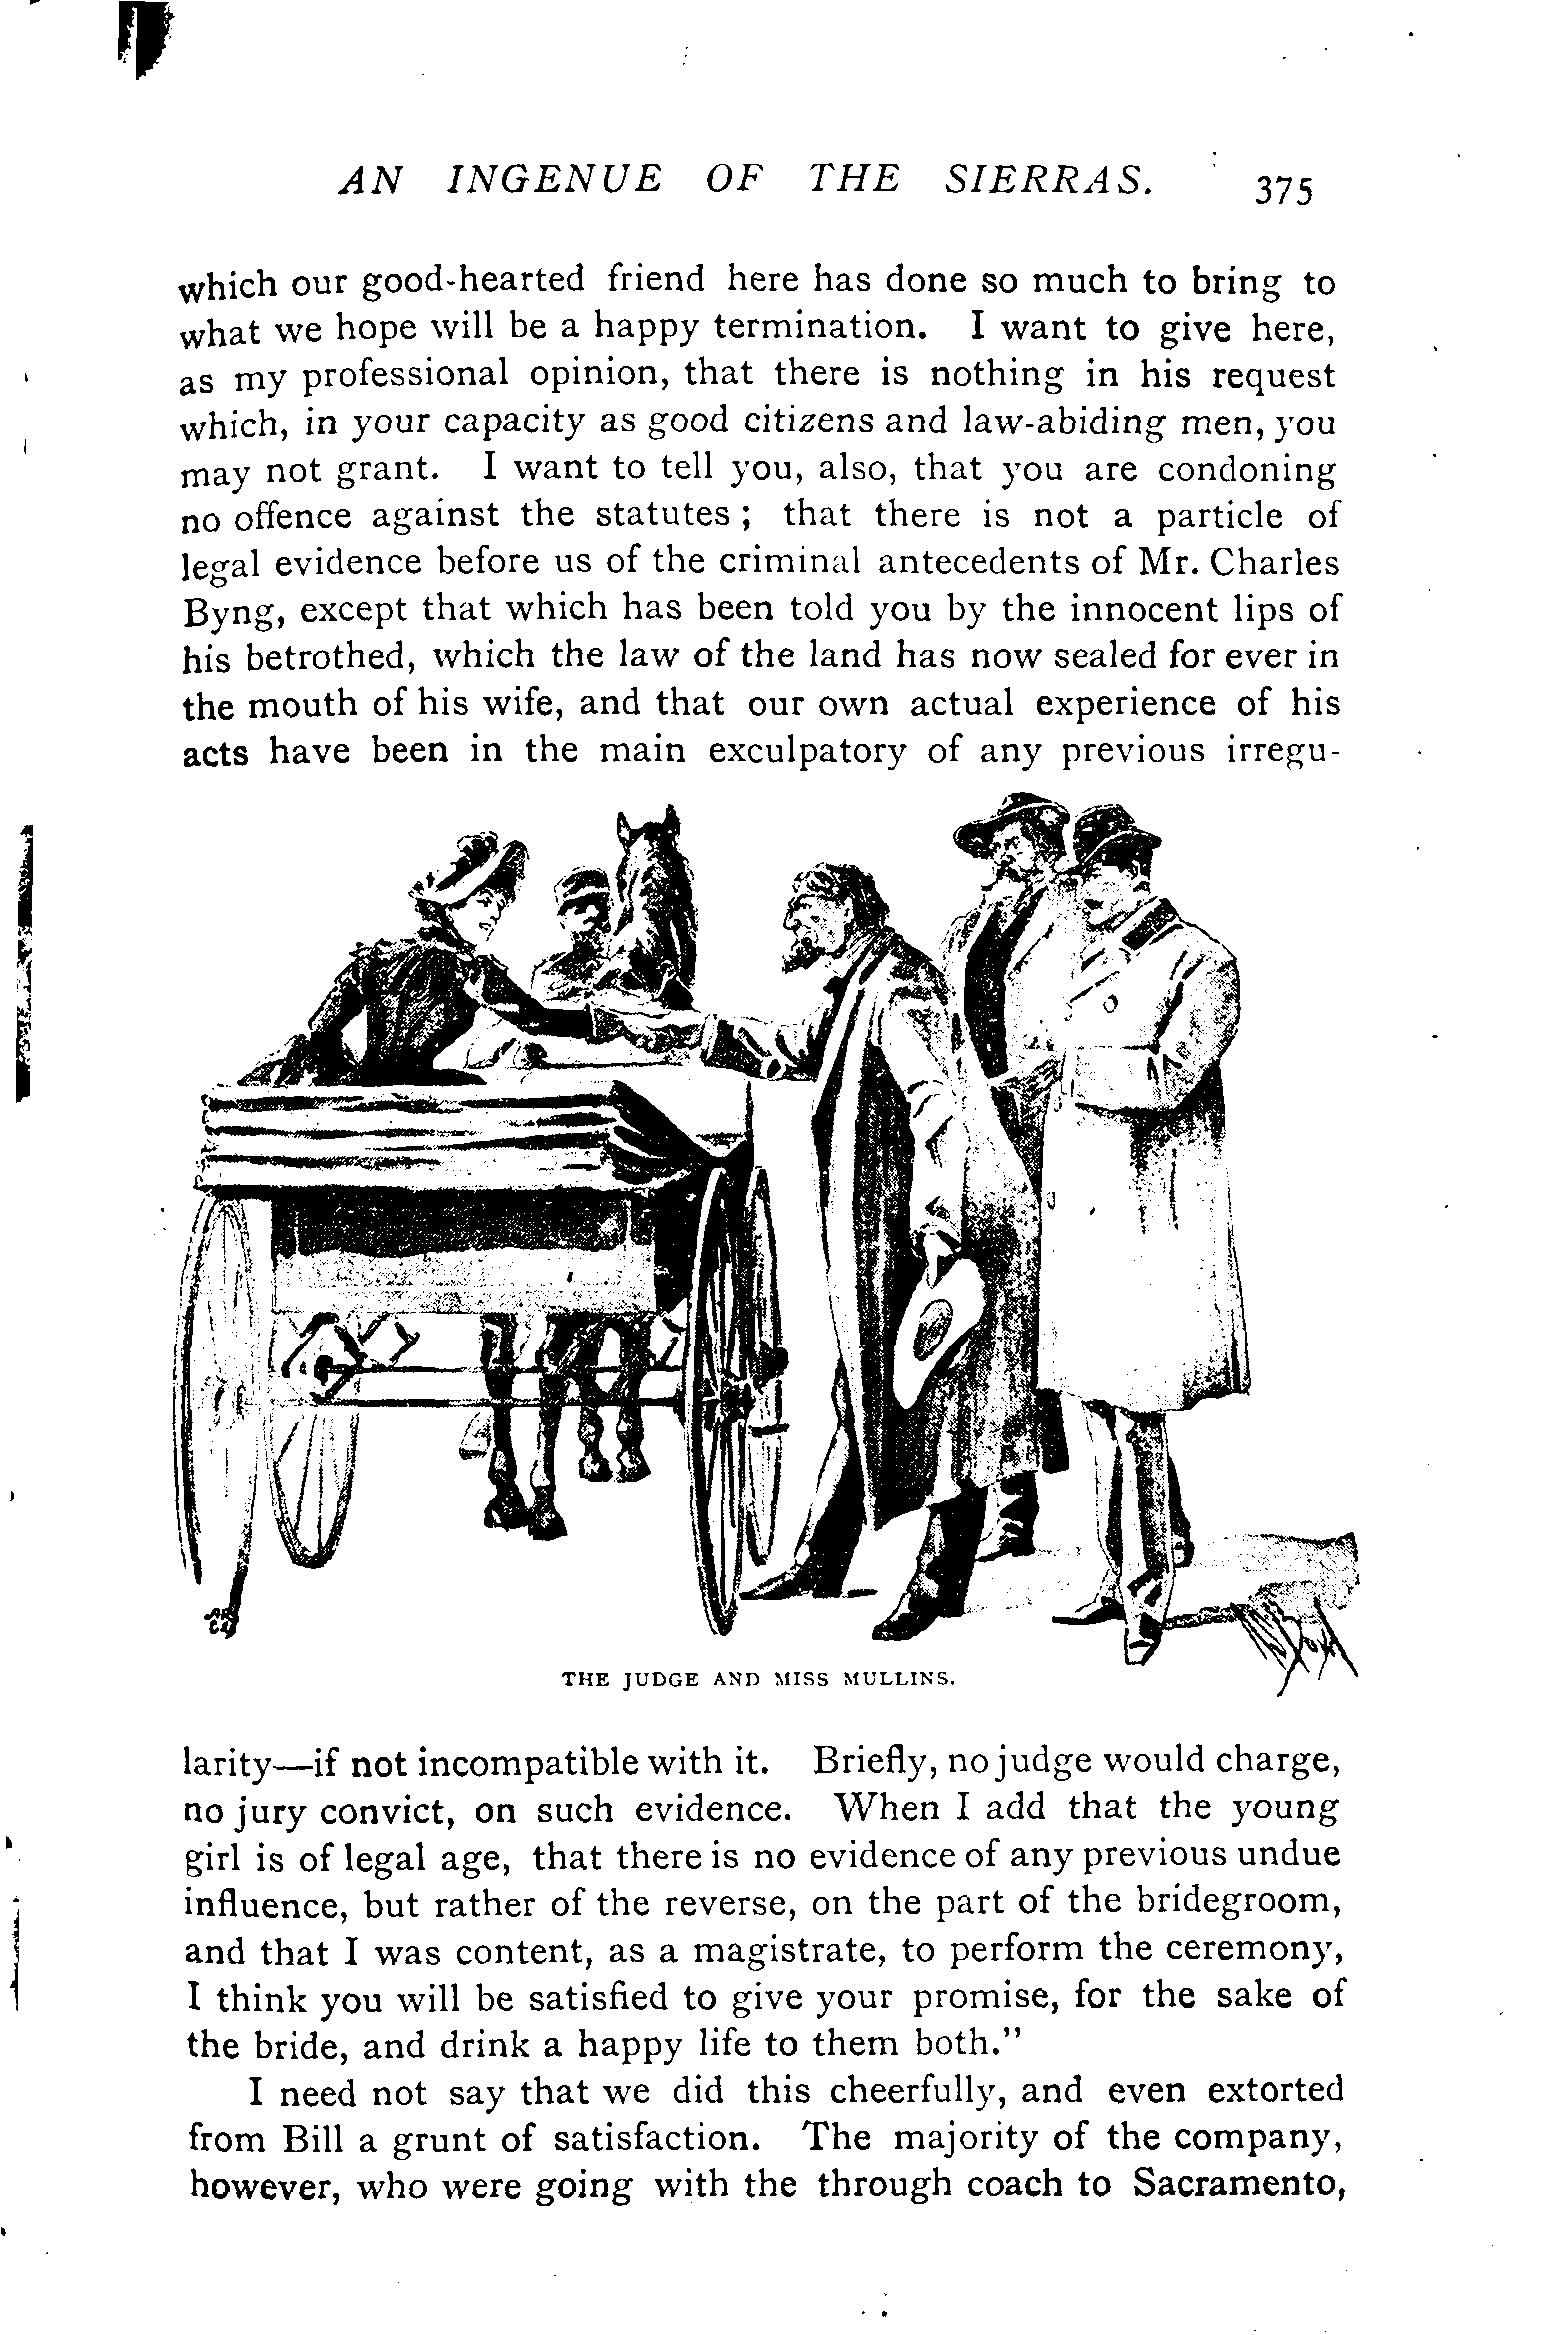 AN INGENUE OF THE SIERRAS. 375
which our good-hearted friend here has done so much to bring to
what we hope will be a happy termination. I want to give here,
as my professional opinion, that there is nothing in his request
which, in your capacity as good citizens and law-abiding men, you
may not grant. I want to tell you, also, that you are condoning
no offence against the statutes ; that there is not a particle of
legal evidence before us of the criminal antecedents of Mr. Charles
Byng, except that which has been told you by the innocent lips of
his betrothed, which the law of the land has now sealed for ever in
the mouth of his wife, and that our own actual experience of his
acts have been in the main exculpatory of any previous irregu-
THE JUDGE AND MISS MULLINS.
larity—if not incompatible with it. Briefly, no judge would charge,
no jury convict, on such evidence. When I add that the young
girl is of legal age, that there is no evidence of any previous undue
influence, but rather of the reverse, on the part of the bridegroom,
and that I was content, as a magistrate, to perform the ceremony,
I think you will be satisfied to give your promise, for the sake of
the bride, and drink a happy life to them both."
I need not say that we did this cheerfully, and even extorted
from Bill a grunt of satisfaction. The majority of the company,
however, who were going with the through coach to Sacramento,